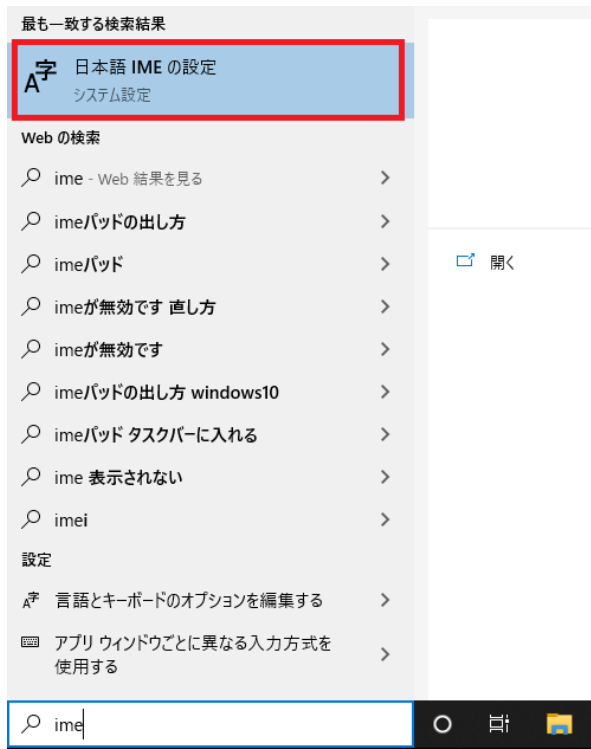 最も一致する検索結果
日本語 IME の設定
システム設定
Web の検索
ime - Web 結果を見る
imeパッドの出し方
imeパッド
imeが無効です 直し方
imeが無効です
imeパッドの出し方 windows10
imeパッド タスクバーに入れる
ime 表示されない
imei
開く
設定
言語とキーボードのオプションを編集する
アプリ ウィンドウごとに異なる入力方式を
使用する
ime